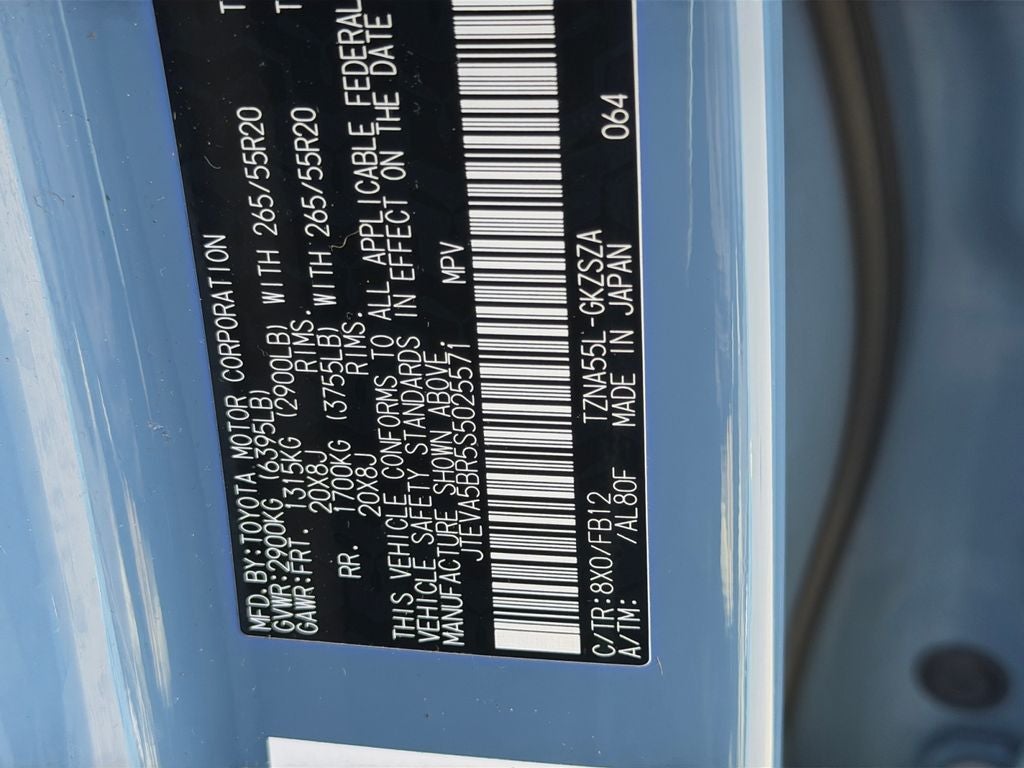 MFD.BY:TOYOTA MOTOR CORPORATION
GVWR:2900KG (6395LB)
GAWR:FRT. 1315KG (2900LB) WITH 265/55R20
20X8J RIMS.
RR. 1700KG (3755LB) WITH 265/55R20
20X8J RIMS.
THIS VEHICLE CONFORMS TO ALL APPLICABLE FEDERAL
VEHICLE SAFETY STANDARDS IN EFFECT ON THE DATE
MANUFACTURE SHOWN ABOVE.
JTEVA5BR5S5025571 MPV
C/TR:8X0/FB12 TZNA55L-GKZSZA 064
A/TM: /AL80F MADE IN JAPAN